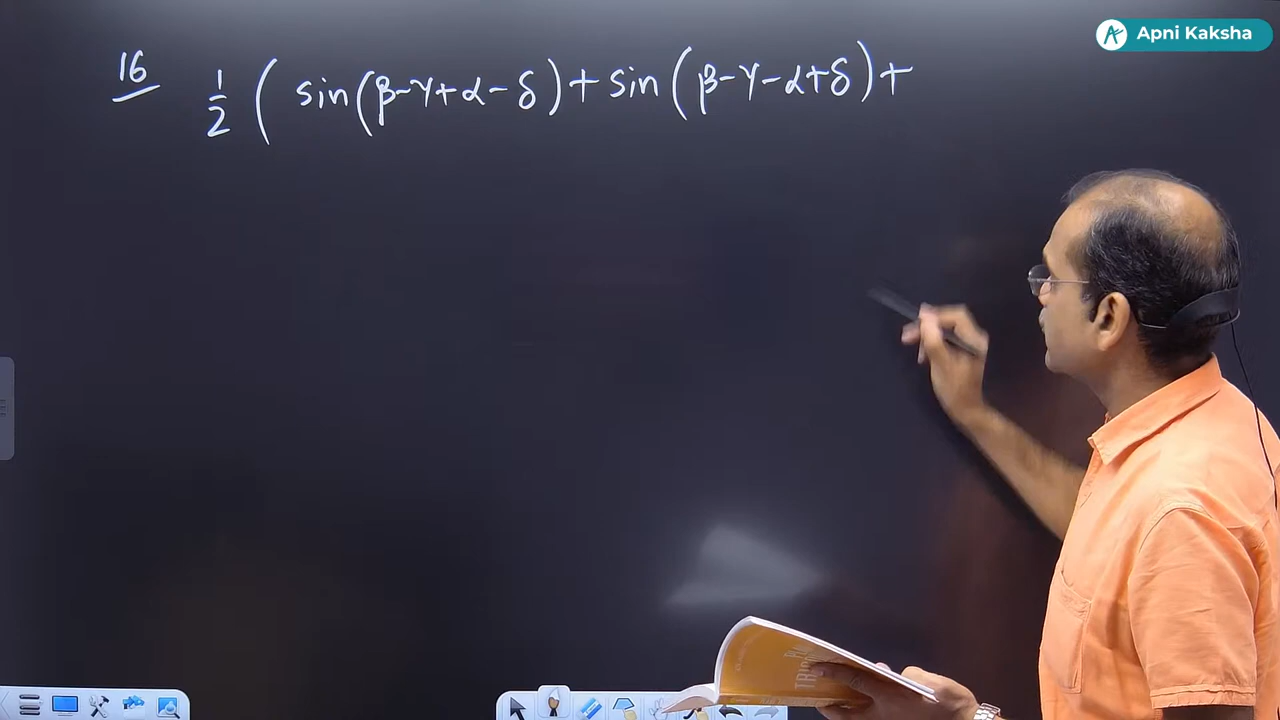 Apni Kaksha
16 1/2 ( sin(β-γ+α-δ)+sin(β-γ-α+δ)+